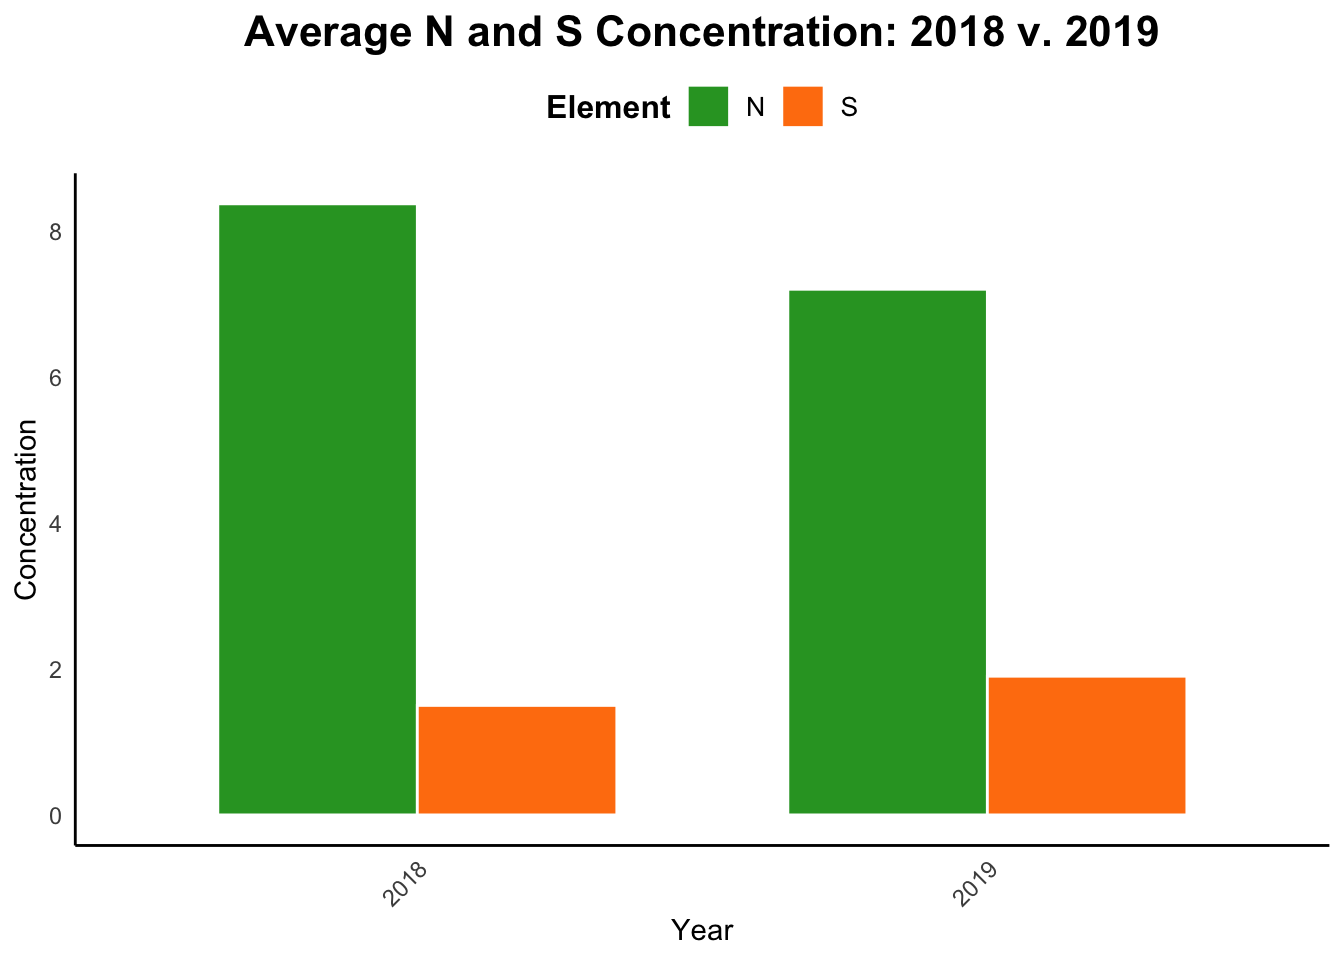 Average N and S Concentration: 2018 v. 2019
Element N S
8
6
4
2
0
Concentration
2018 2019
Year